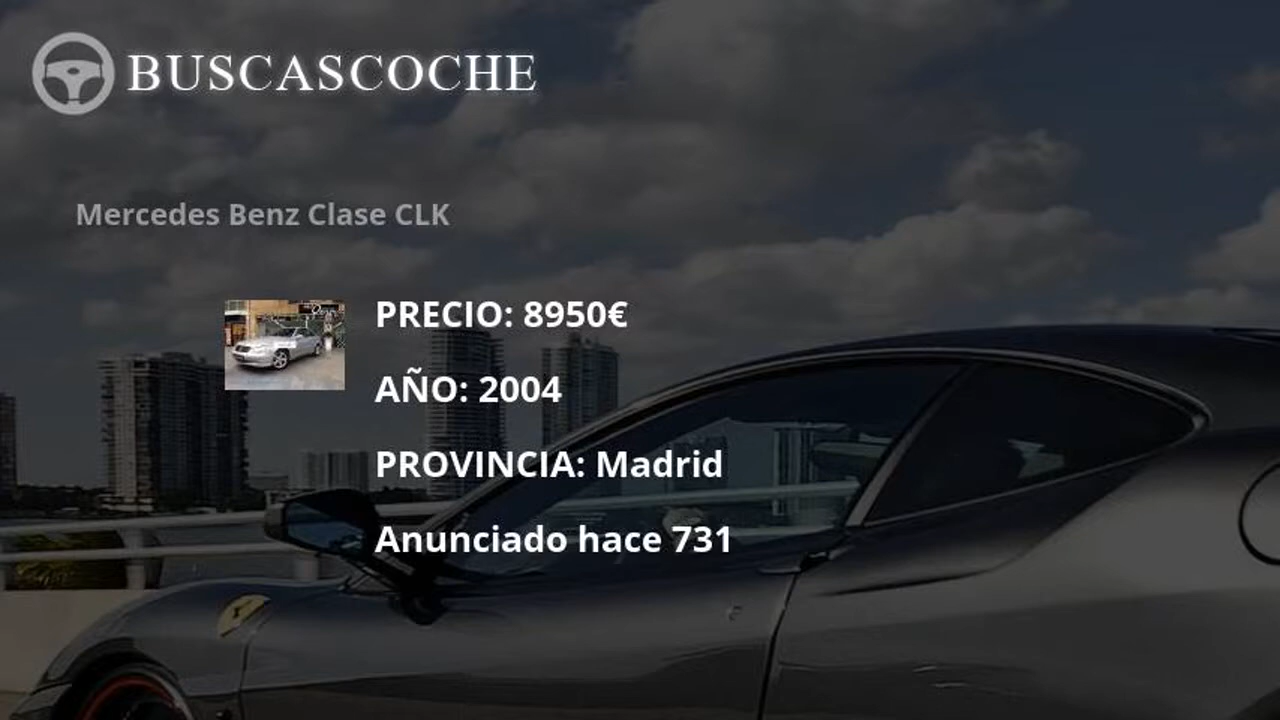 BUSCASCOCHE
Mercedes Benz Clase CLK
PRECIO: 8950€
AÑO: 2004
PROVINCIA: Madrid
Anunciado hace 731